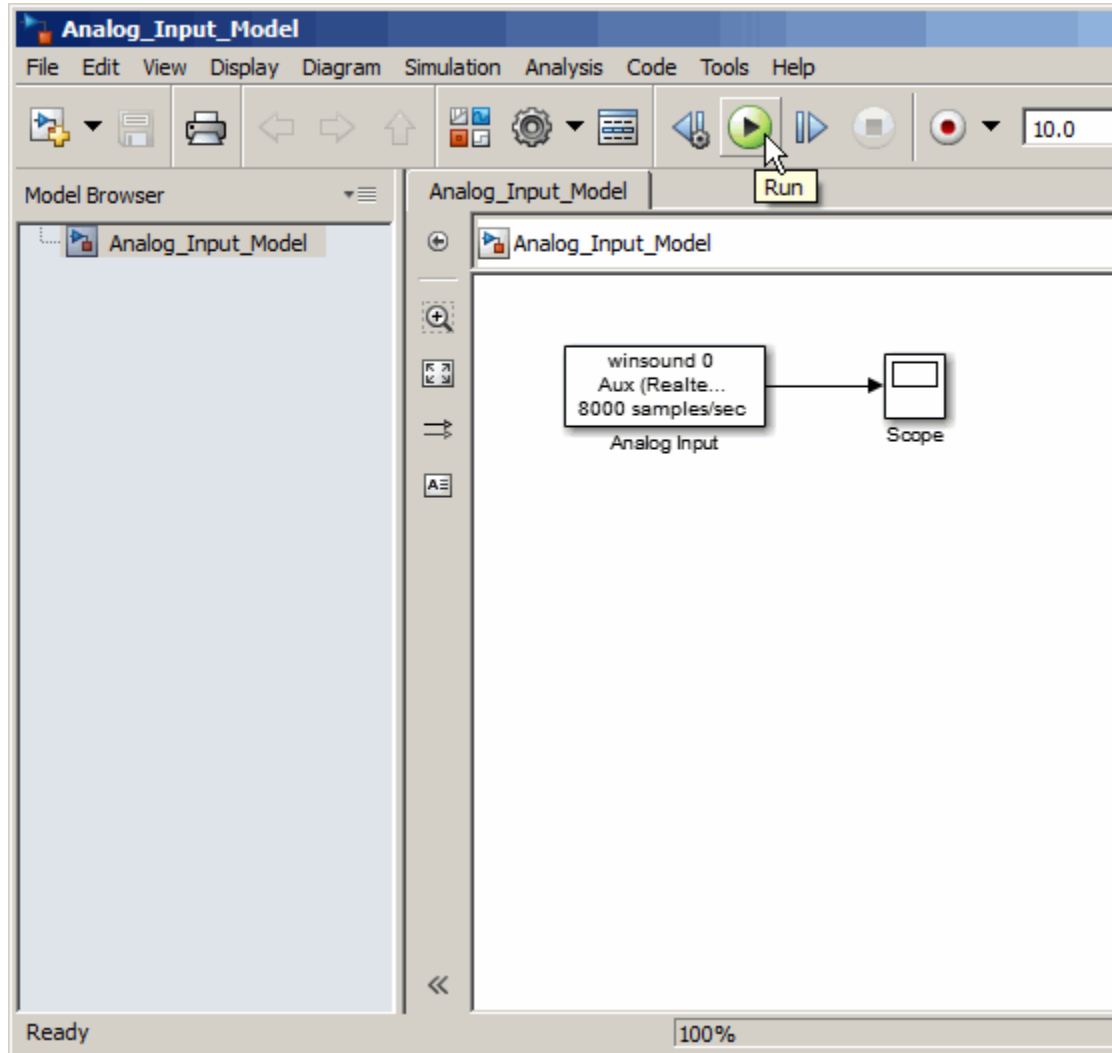 Analog_Input_Model
File Edit View Display Diagram Simulation Analysis Code Tools Help
10.0
Run
Model Browser
Analog_Input_Model
Analog_Input_Model
Analog_Input_Model
winsound 0
Aux (Realte...
8000 samples/sec
Analog Input
Scope
Ready
100%